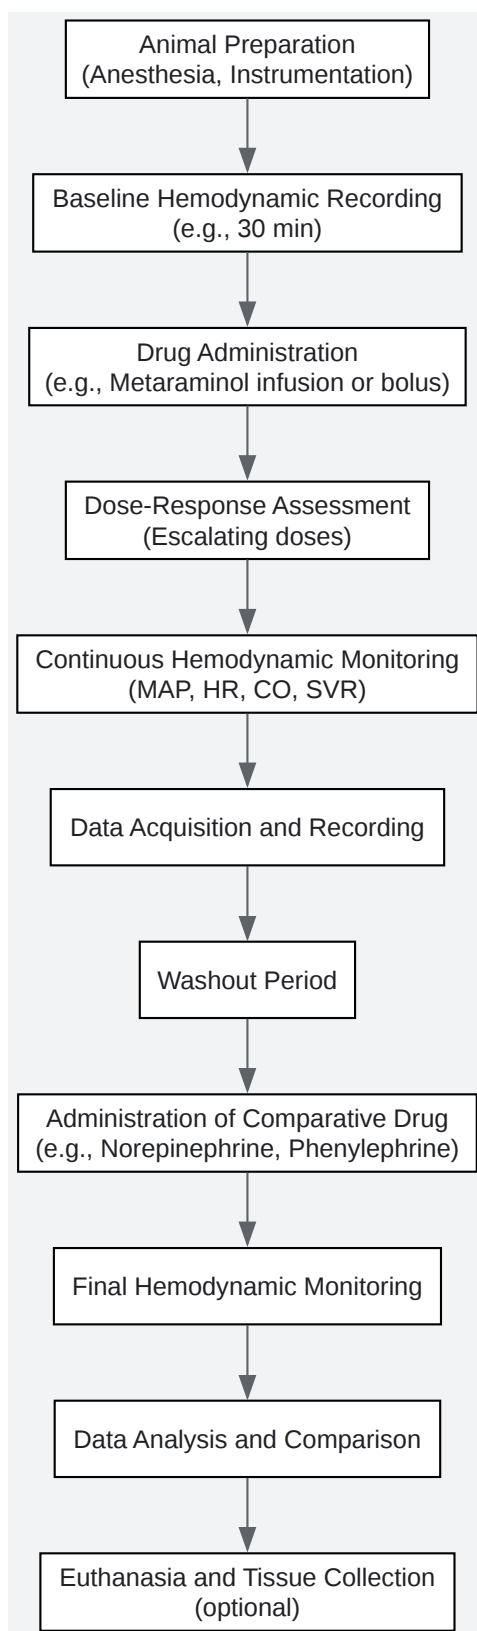 Animal Preparation
(Anesthesia, Instrumentation)
Baseline Hemodynamic Recording
(e.g., 30 min)
Drug Administration
(e.g., Metaraminol infusion or bolus)
Dose-Response Assessment
(Escalating doses)
Continuous Hemodynamic Monitoring
(MAP, HR, CO, SVR)
Data Acquisition and Recording
Washout Period
Administration of Comparative Drug
(e.g., Norepinephrine, Phenylephrine)
Final Hemodynamic Monitoring
Data Analysis and Comparison
Euthanasia and Tissue Collection
(optional)